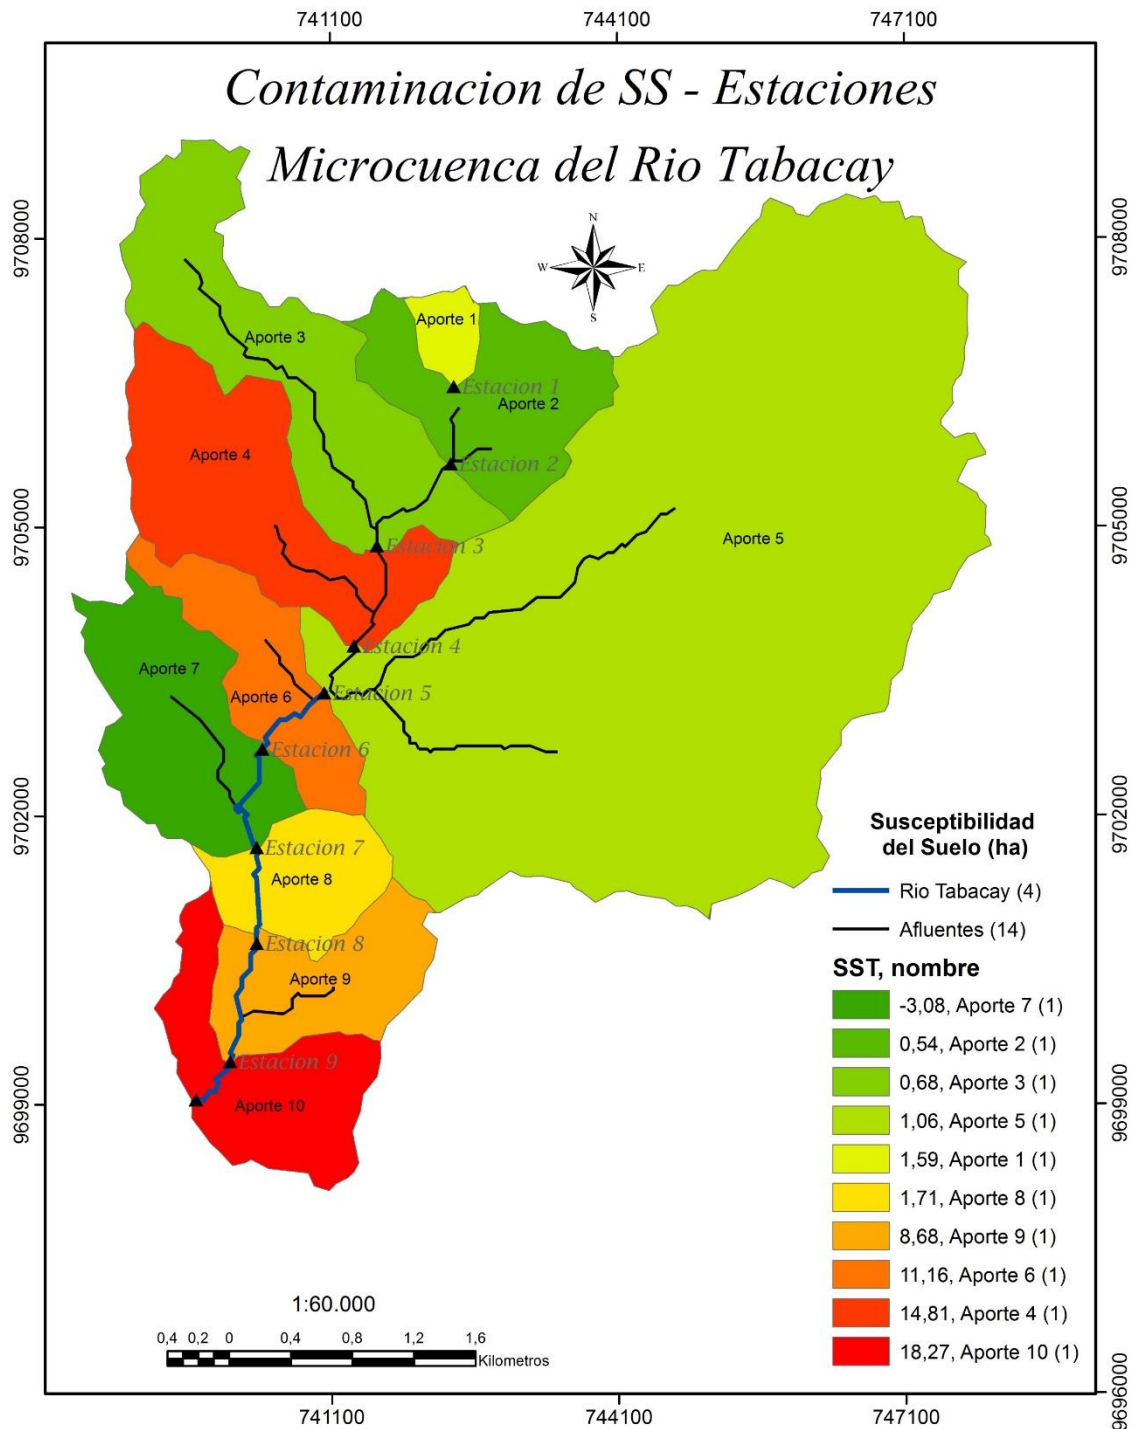 741100
744100
747100
Contaminacion de SS - Estaciones
Microcuenca del Rio Tabacay
N
W
E
S
9708000
9708000
Aporte 1
Aporte 3
Estacion 1
Aporte 2
Aporte 4
Estacion 2
9705000
9705000
Estacion 3
Aporte 5
Estacion 4
Aporte 7
Aporte 6
Estacion 5
Estacion 6
9702000
9702000
Estacion 7
Aporte 8
Estacion 8
Aporte 9
Estacion 9
Aporte 10
9699000
9699000
Susceptibilidad
del Suelo (ha)
Rio Tabacay (4)
Afluentes (14)
SST, nombre
-3,08, Aporte 7 (1)
0,54, Aporte 2 (1)
0,68, Aporte 3 (1)
1,06, Aporte 5 (1)
1,59, Aporte 1 (1)
1,71, Aporte 8 (1)
8,68, Aporte 9 (1)
11,16, Aporte 6 (1)
14,81, Aporte 4 (1)
18,27, Aporte 10 (1)
1:60.000
0,4 0,2 0 0,4 0,8 1,2 1,6
Kilometros
9696000
741100
744100
747100